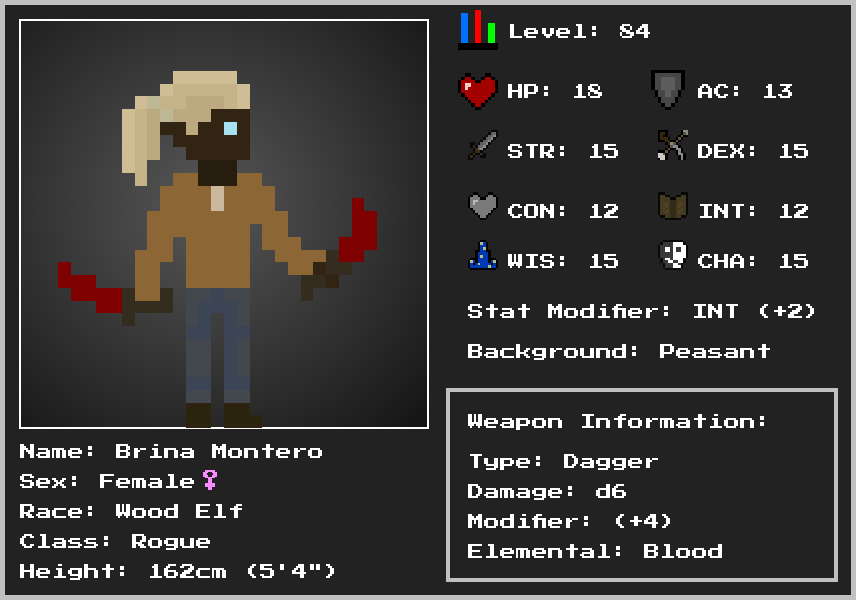 Level: 84
HP: 18
AC: 13
STR: 15
DEX: 15
CON: 12
INT: 12
WIS: 15
CHA: 15
Stat Modifier: INT (+2)
Background: Peasant
Name: Brina Montero
Sex: Female♀
Race: Wood Elf
Class: Rogue
Height: 162cm (5'4")
Weapon Information:
Type: Dagger
Damage: d6
Modifier: (+4)
Elemental: Blood